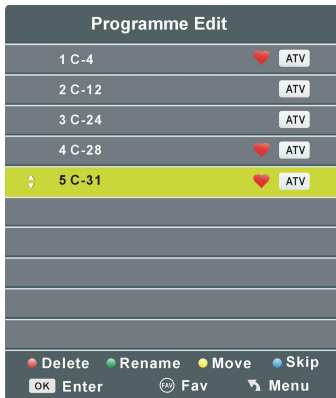 Programme Edit
1 C-4 ATV
2 C-12 ATV
3 C-24 ATV
4 C-28 ATV
5 C-31 ATV
Delete Rename Move Skip
OK Enter FAV Fav Menu